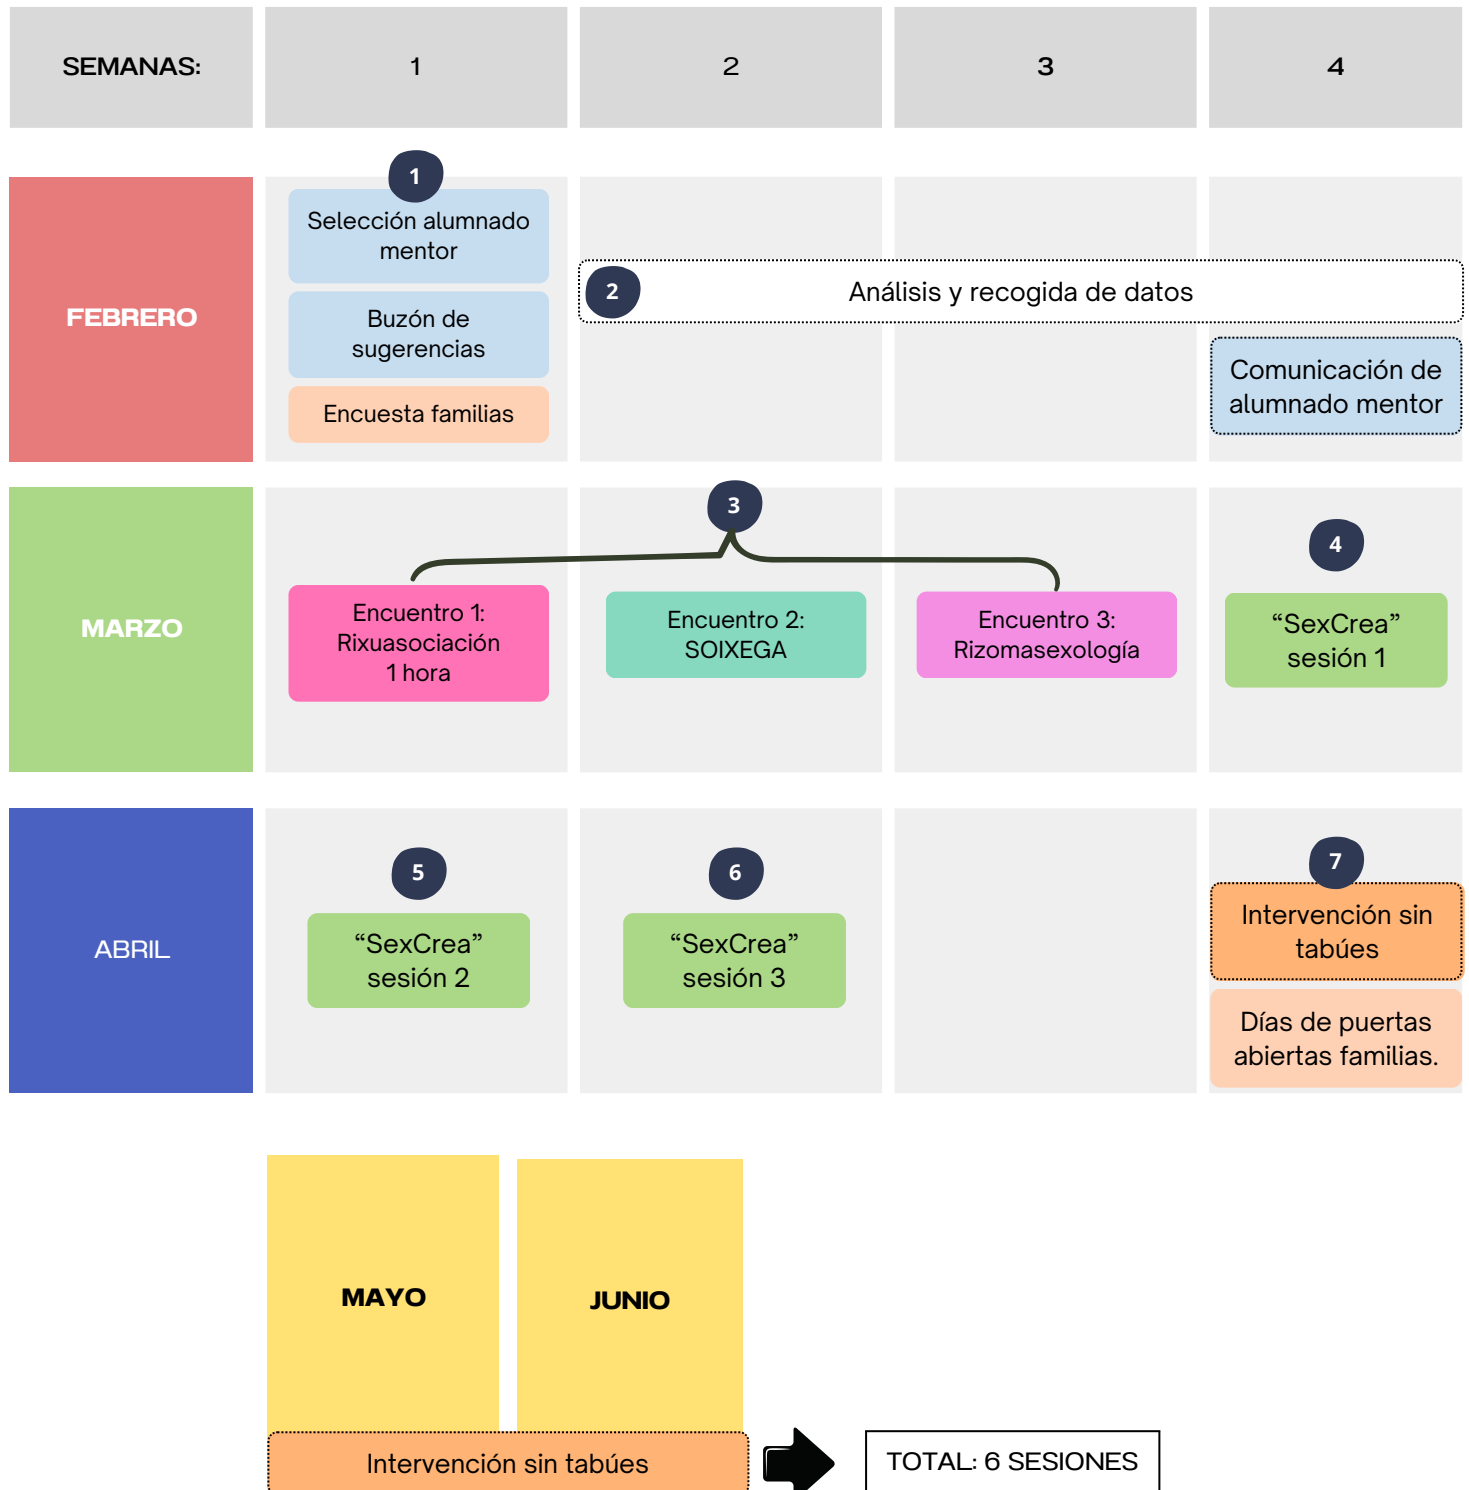 SEMANAS:
1
2
3
4
FEBRERO
1
Selección alumnado
mentor
Buzón de
sugerencias
Encuesta familias
2
Análisis y recogida de datos
Comunicación de
alumnado mentor
MARZO
3
Encuentro 1:
Rixuasociación
1 hora
Encuentro 2:
SOIXEGA
Encuentro 3:
Rizomasexología
4
“SexCrea”
sesión 1
ABRIL
5
“SexCrea”
sesión 2
6
“SexCrea”
sesión 3
7
Intervención sin
tabúes
Días de puertas
abiertas familias.
MAYO
JUNIO
Intervención sin tabúes
TOTAL: 6 SESIONES